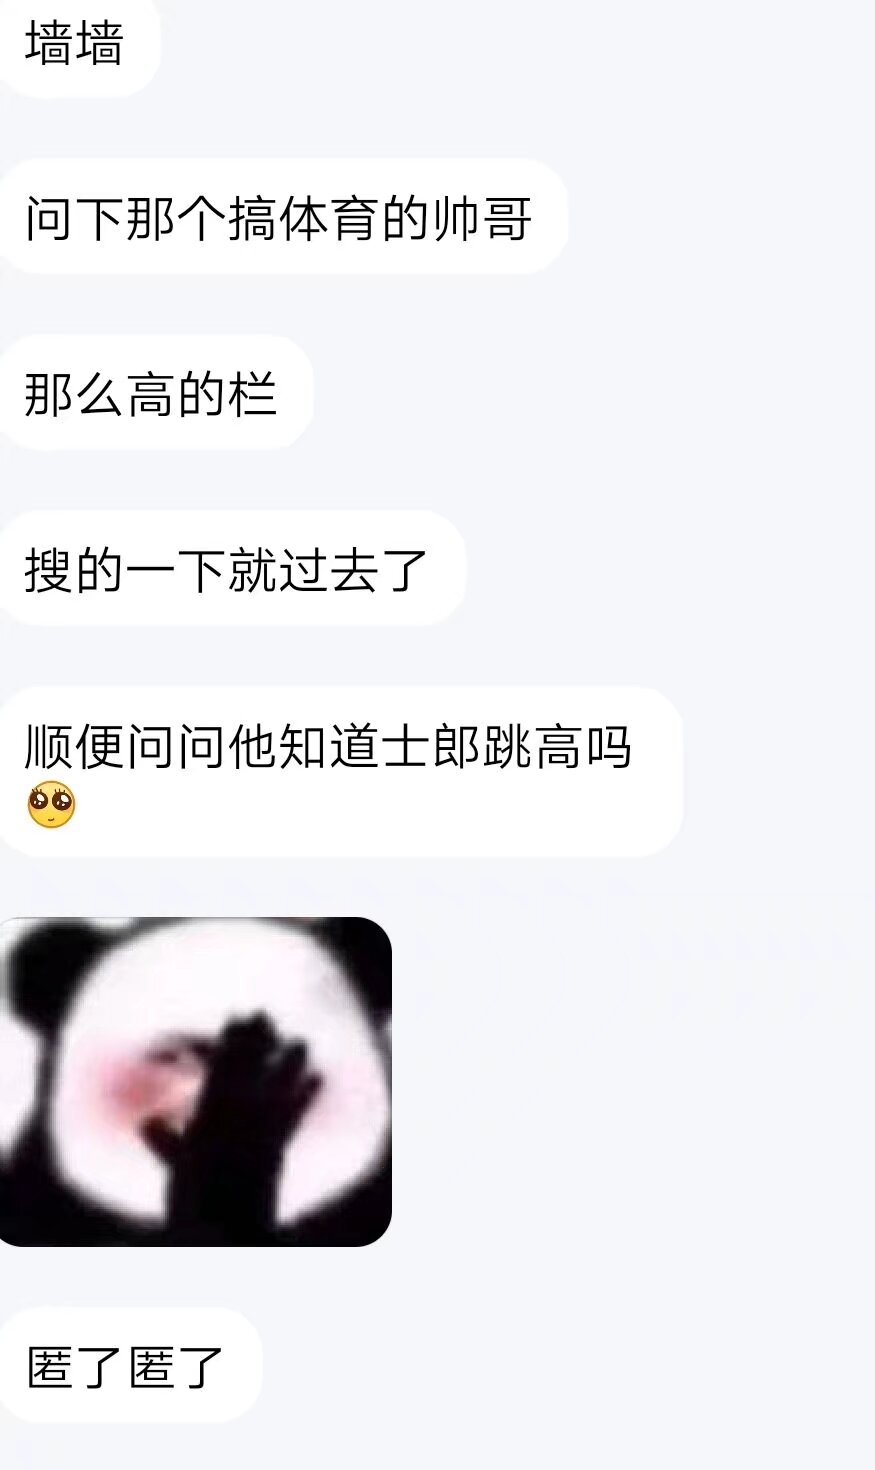 墙墙
问下那个搞体育的帅哥
那么高的栏
搜的一下就过去了
顺便问问他知道士郎跳高吗
🥺
匿了匿了